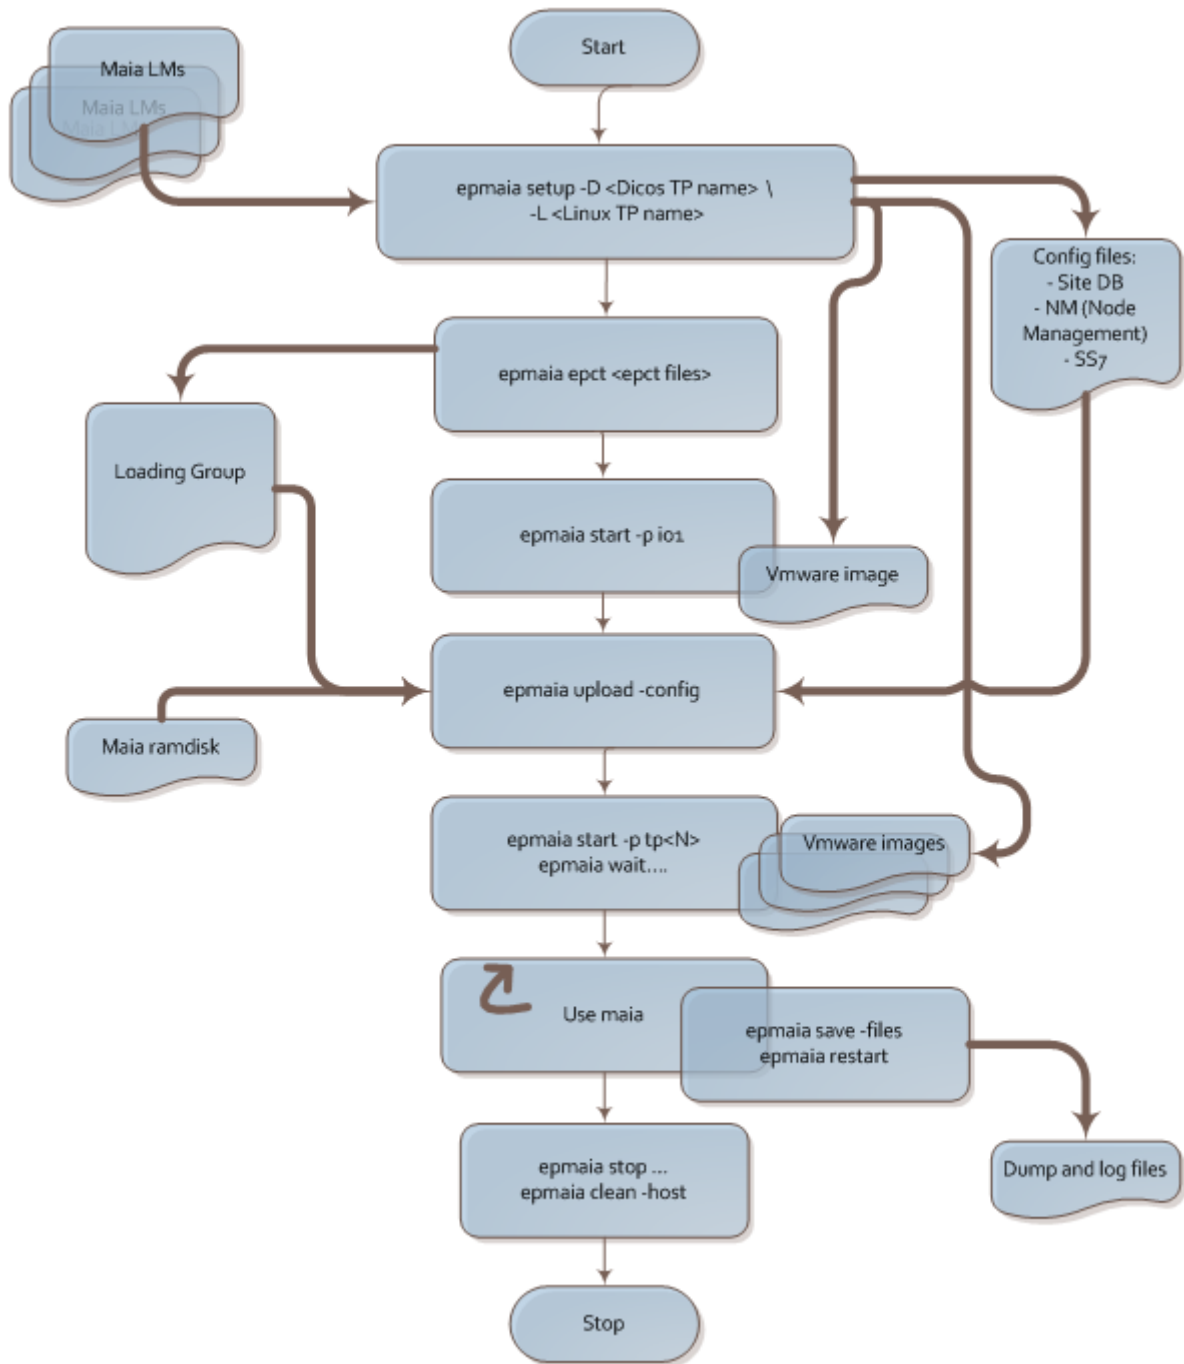 Start
Maia LMs
Maia LMs
Maia LMs
epmaia setup -D <Dicos TP name> \
-L <Linux TP name>
Config files:
- Site DB
- NM (Node
Management)
- SS7
epmaia epct <epct files>
Loading Group
epmaia start -p io1
Vmware image
epmaia upload -config
Maia ramdisk
epmaia start -p tp<N>
epmaia wait....
Vmware images
Use maia
epmaia save -files
epmaia restart
epmaia stop ...
epmaia clean -host
Dump and log files
Stop